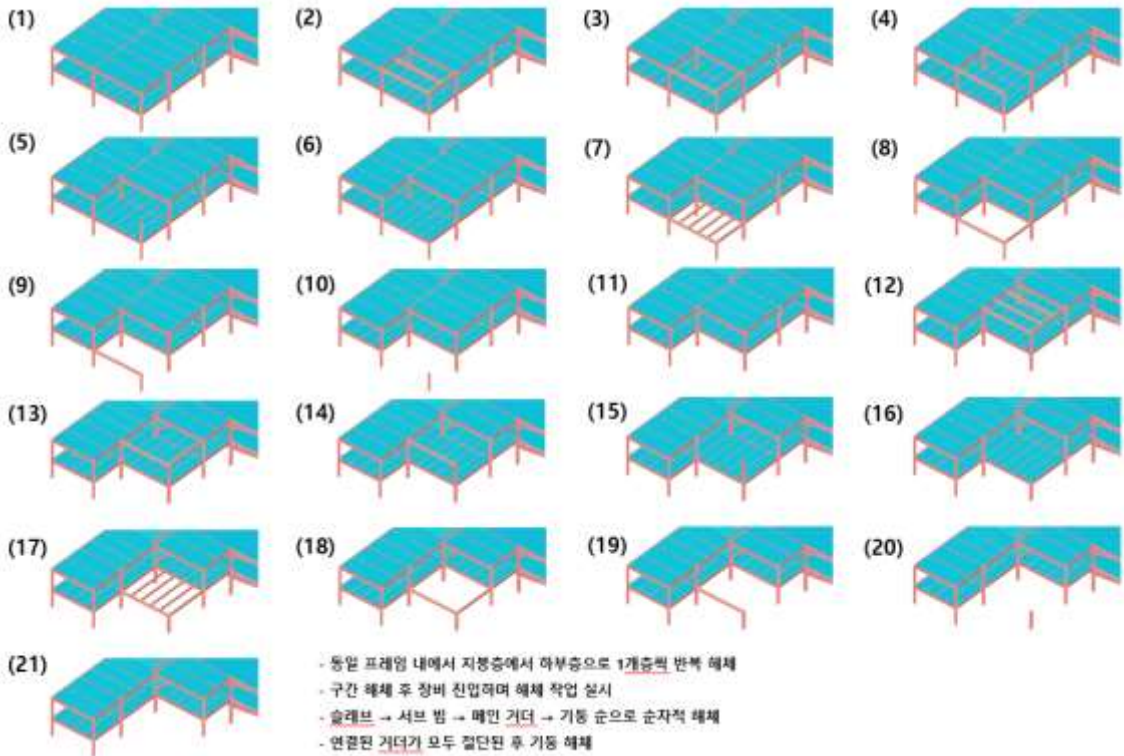 (1) (2) (3) (4)
(5) (6) (7) (8)
(9) (10) (11) (12)
(13) (14) (15) (16)
(17) (18) (19) (20)
(21)
- 동일 프레임 내에서 지붕층에서 하부층으로 1개층씩 반복 해체
- 구간 해체 후 장비 진입하며 해체 작업 실시
- 슬래브 → 서브 빔 → 메인 거더 → 기둥 순으로 순차적 해체
- 연결된 거더가 모두 절단된 후 기둥 해체